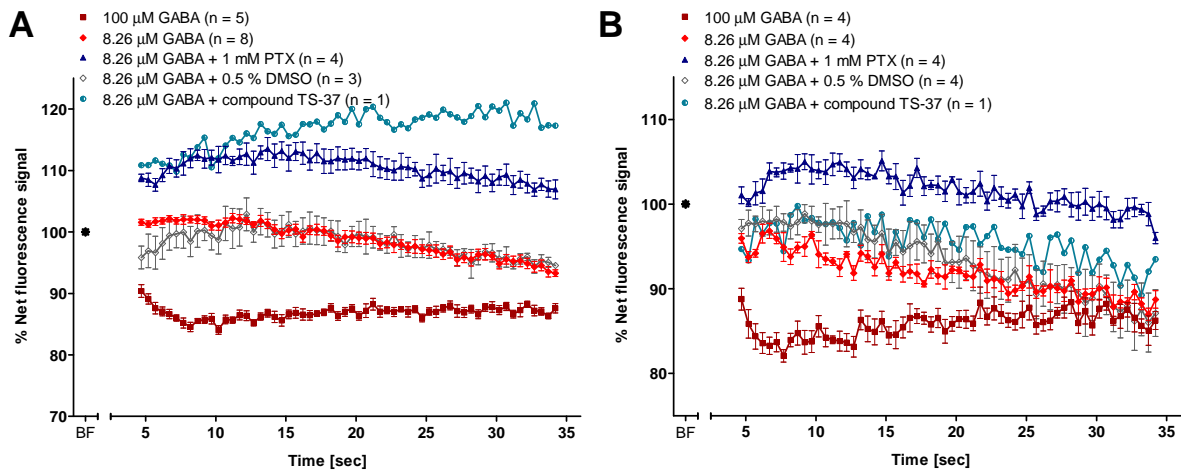 A
100 µM GABA (n = 5)
8.26 µM GABA (n = 8)
8.26 µM GABA + 1 mM PTX (n = 4)
8.26 µM GABA + 0.5 % DMSO (n = 3)
8.26 µM GABA + compound TS-37 (n = 1)
% Net fluorescence signal
120
110
100
90
80
70
BF
5
10
15
20
25
30
35
Time [sec]
B
100 µM GABA (n = 4)
8.26 µM GABA (n = 4)
8.26 µM GABA + 1 mM PTX (n = 4)
8.26 µM GABA + 0.5 % DMSO (n = 4)
8.26 µM GABA + compound TS-37 (n = 1)
% Net fluorescence signal
110
100
90
80
BF
5
10
15
20
25
30
35
Time [sec]